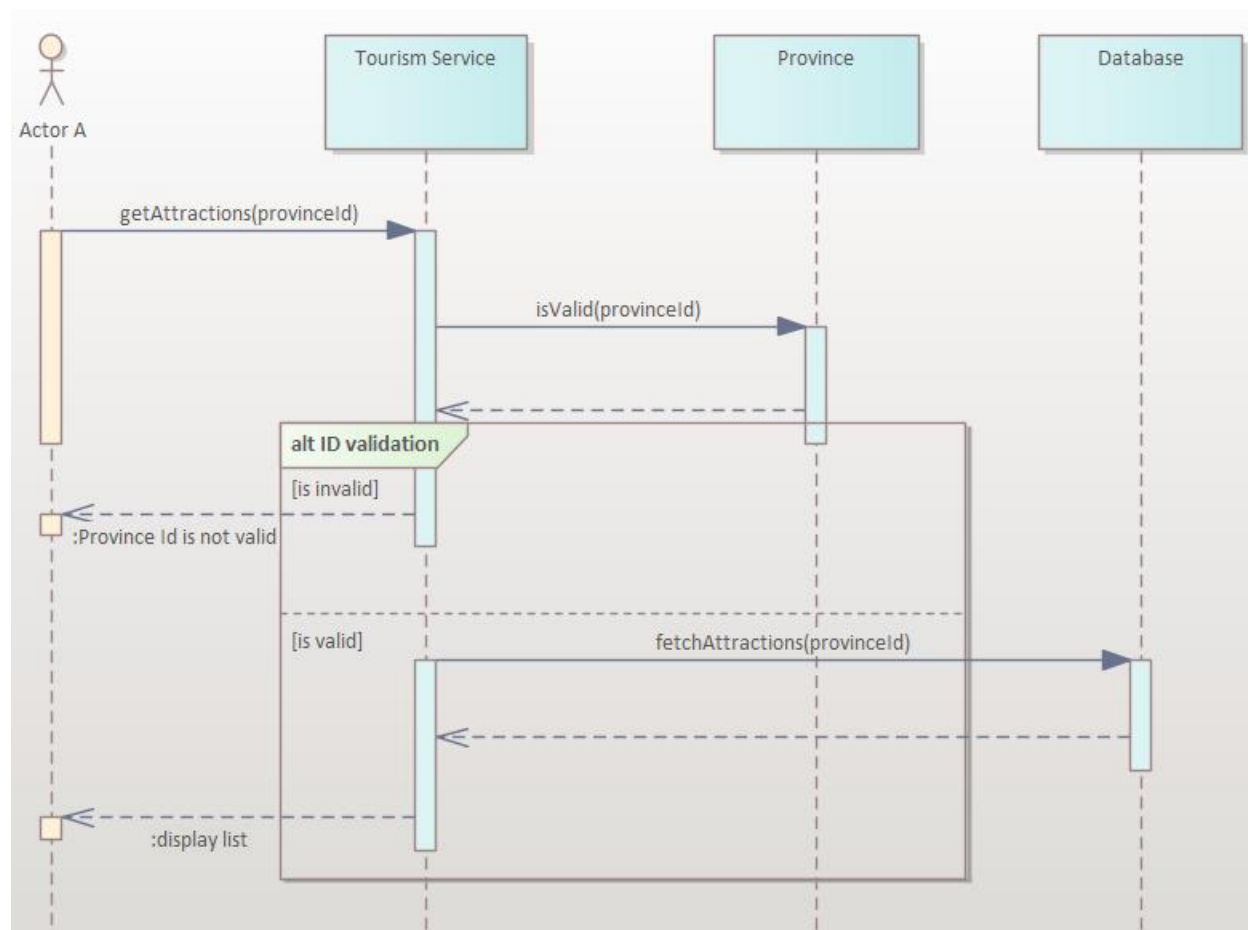 Tourism Service
Province
Database
Actor A
getAttractions(provinceId)
isValid(provinceId)
alt ID validation
[is invalid]
:Province Id is not valid
[is valid]
fetchAttractions(provinceId)
:display list